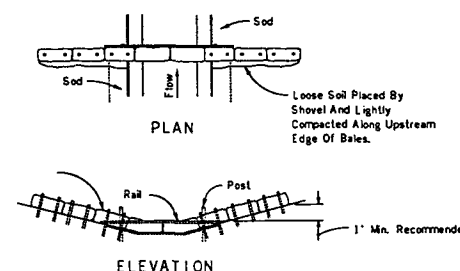 Sod
Sod
Flow
Loose Soil Placed By
Shovel And Lightly
Compacted Along Upstream
Edge Of Bales.
PLAN
Rail
Post
1' Min. Recommende
ELEVATION